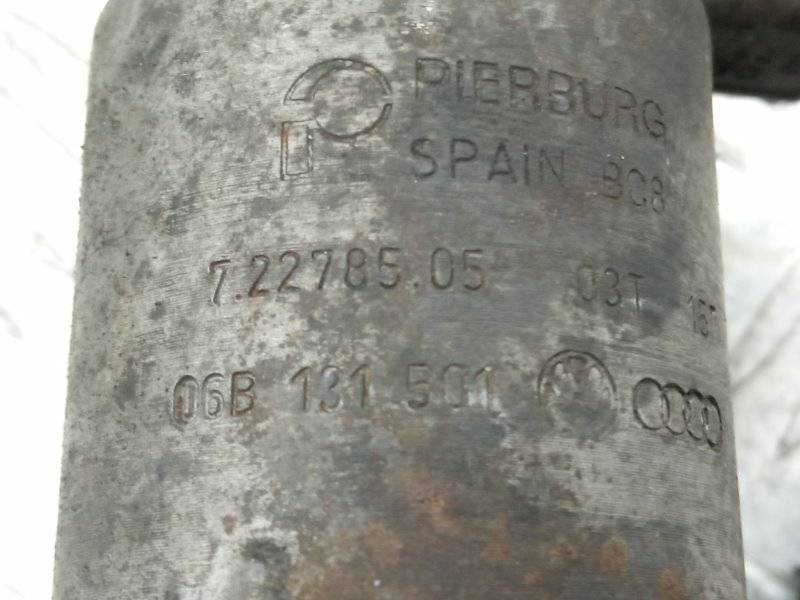 PIERBURG
SPAIN BC8
7.22785.05 03T
06B 131 501